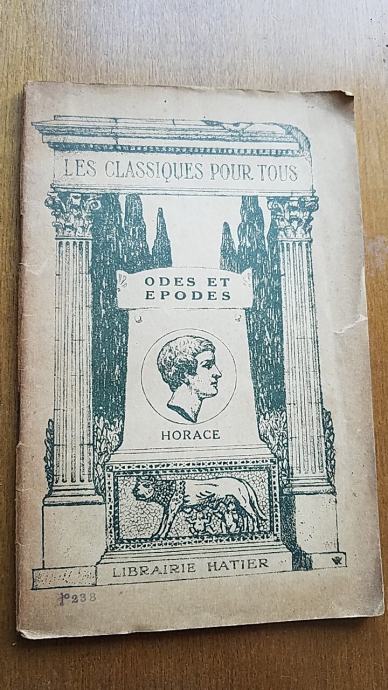 LES CLASSIQUES POUR TOUS
ODES ET
EPODES
HORACE
LIBRAIRIE HATIER